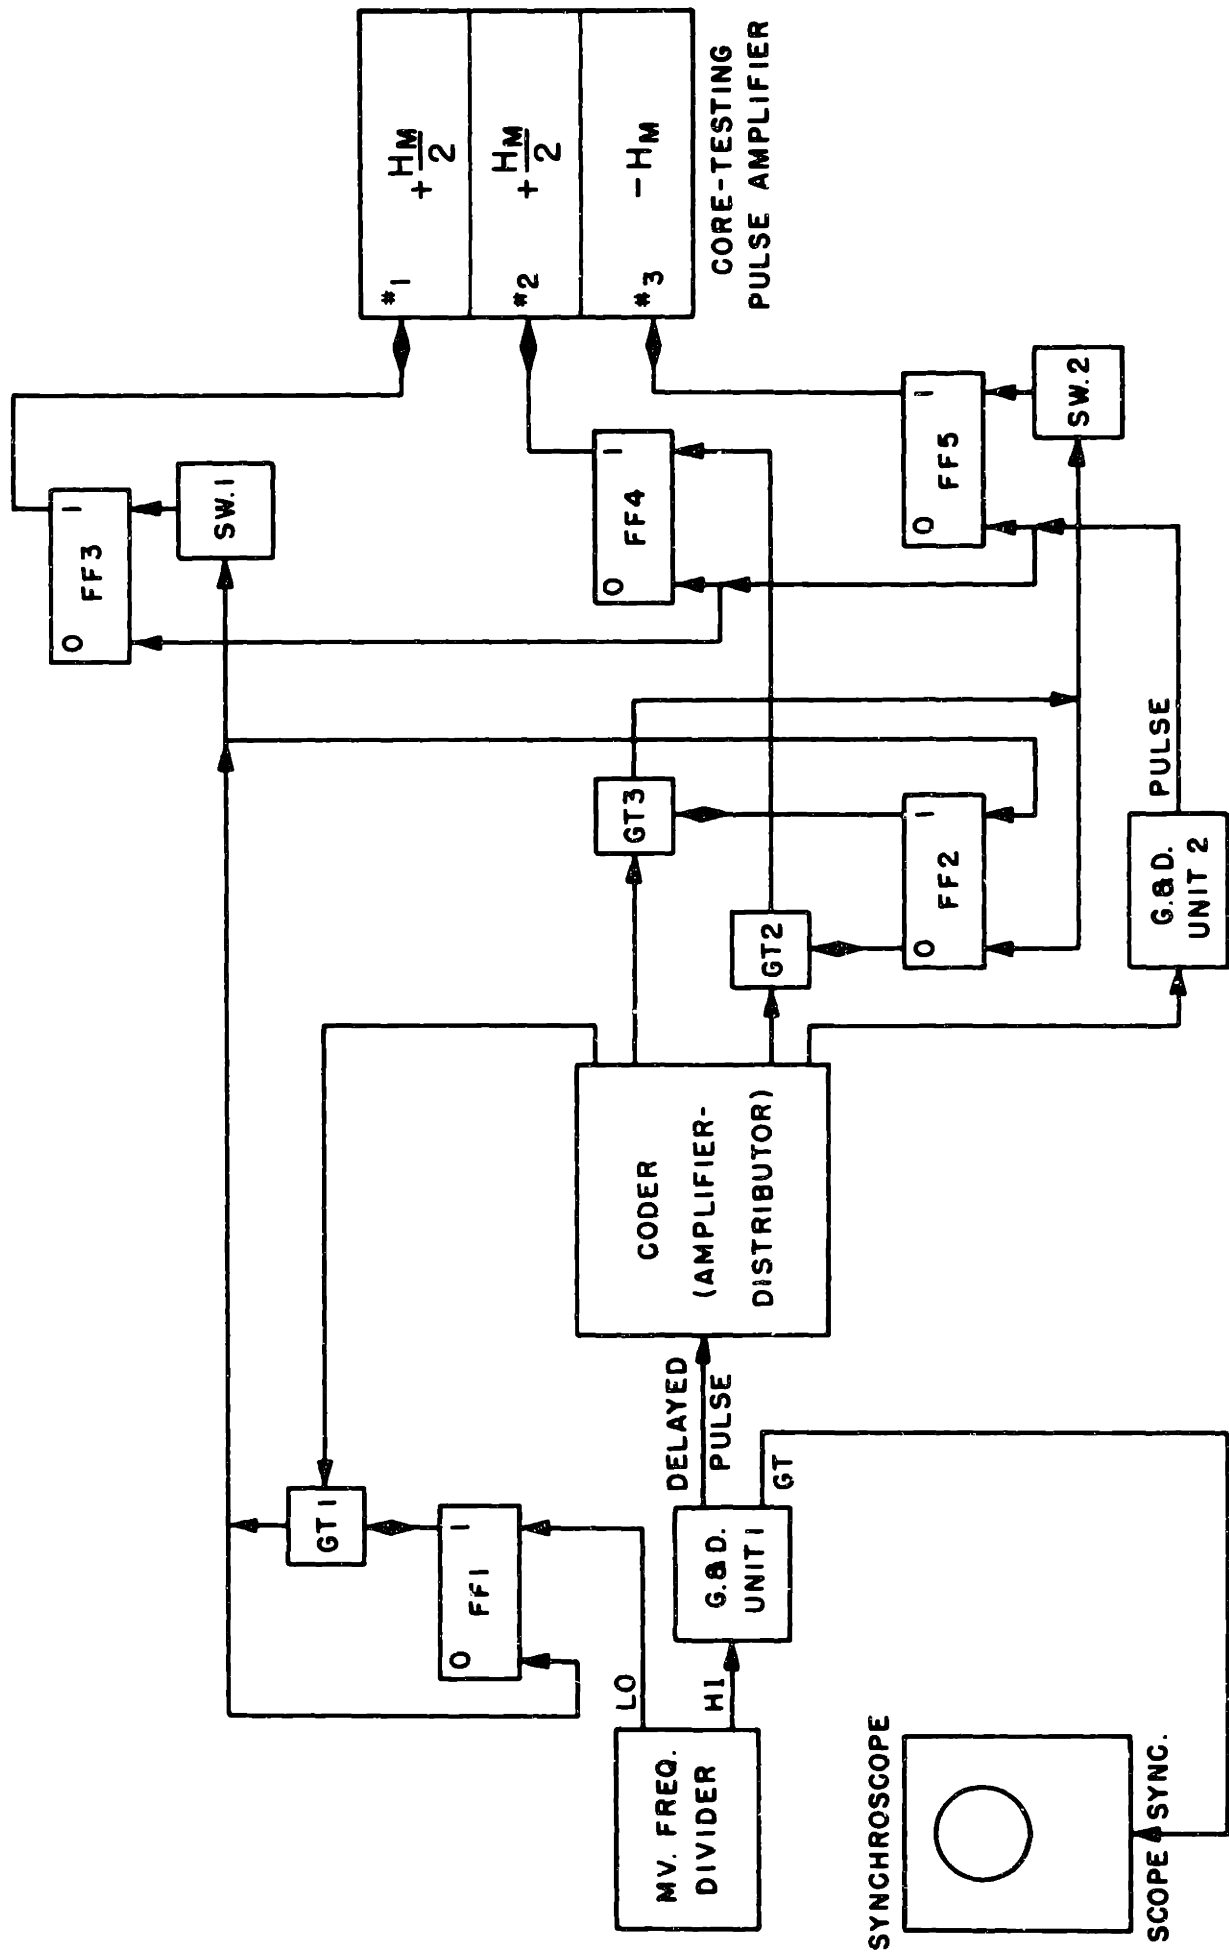 MV. FREQ.
DIVIDER
LO
HI
SYNCHROSCOPE
SCOPE SYNC.
0 FF1 1
GT1
G.&D.
UNIT 1
DELAYED
PULSE
GT
CODER
(AMPLIFIER-
DISTRIBUTOR)
GT2
GT3
0 FF2 1
G.&D.
UNIT 2
PULSE
0 FF3 1
SW.1
0 FF4 1
0 FF5 1
SW.2
#1 +HM/2
#2 +HM/2
#3 -HM
CORE-TESTING
PULSE AMPLIFIER